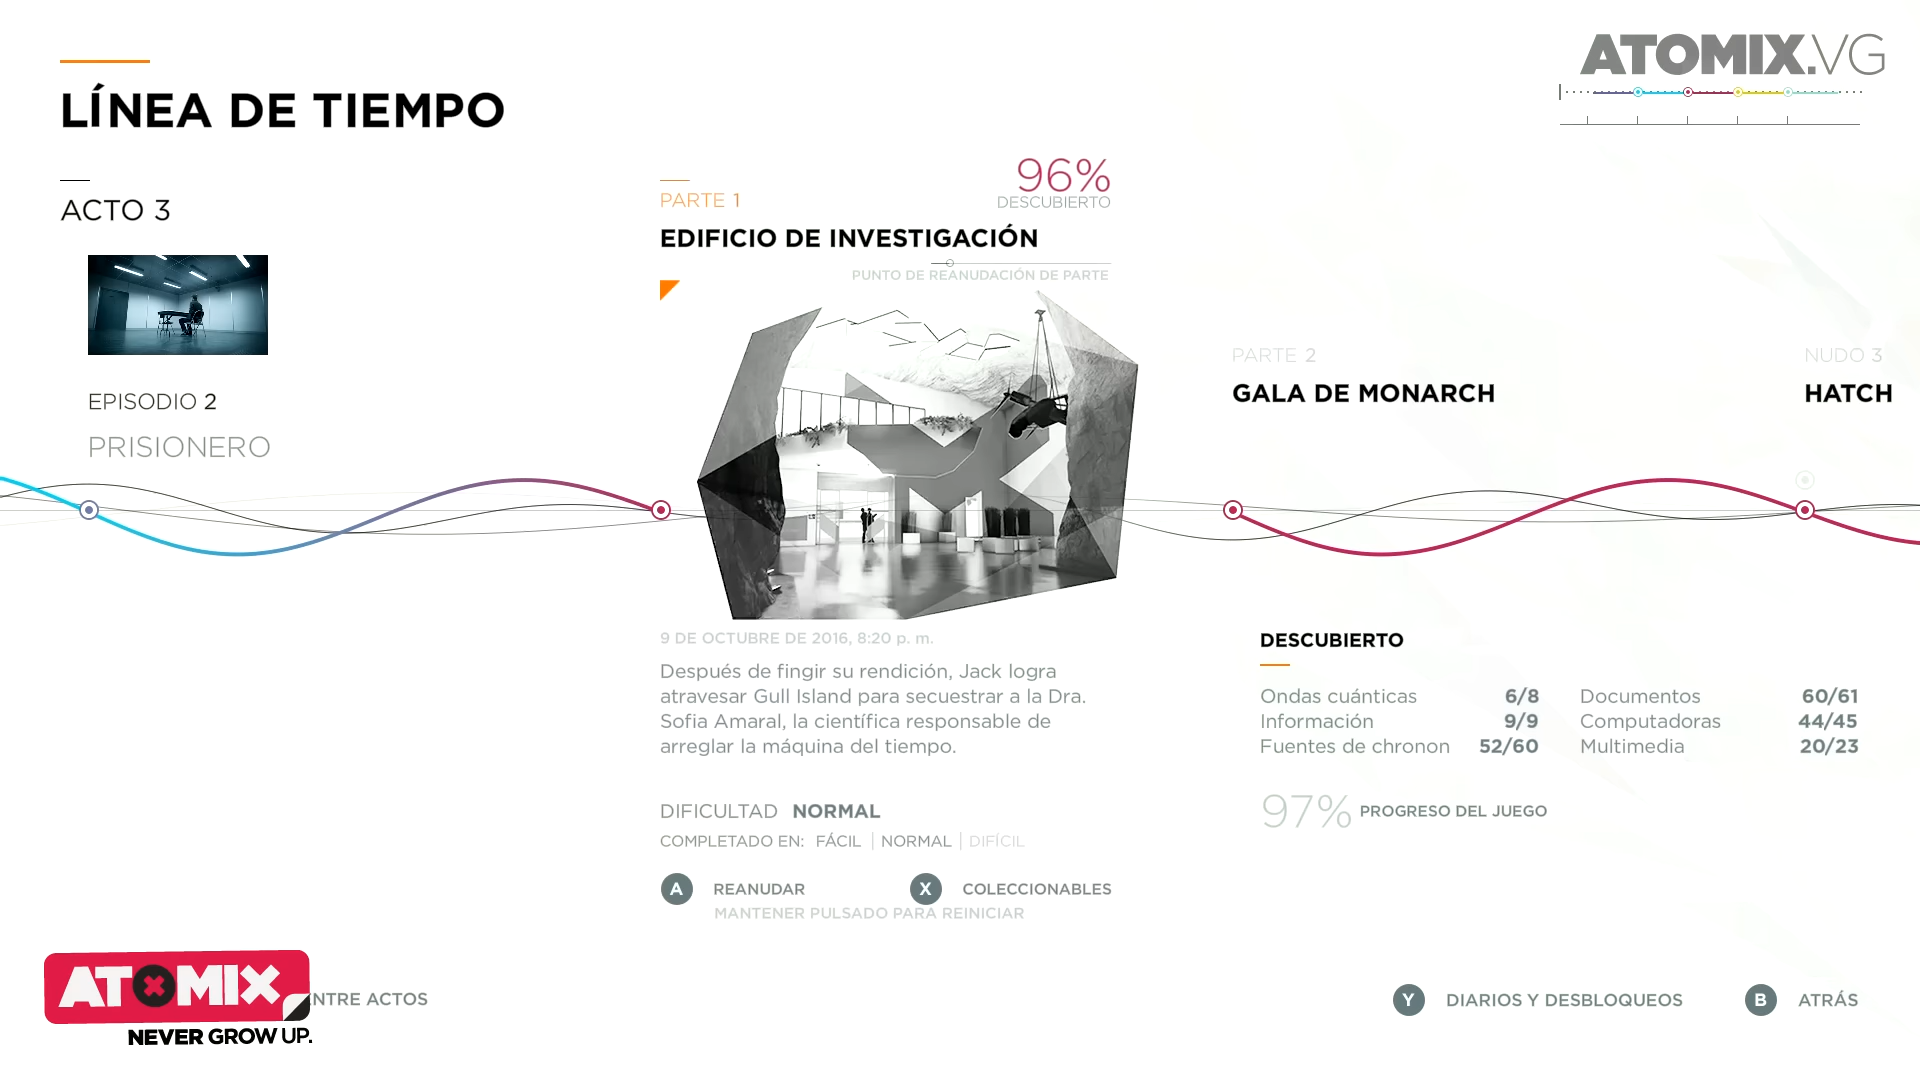 ATOMIX.VG
LÍNEA DE TIEMPO
ACTO 3
EPISODIO 2
PRISIONERO
PARTE 1
96%
DESCUBIERTO
EDIFICIO DE INVESTIGACIÓN
PUNTO DE REANUDACIÓN DE PARTE
PARTE 2
GALA DE MONARCH
NUDO 3
HATCH
9 DE OCTUBRE DE 2016, 8:20 p. m.
Después de fingir su rendición, Jack logra
atravesar Gull Island para secuestrar a la Dra.
Sofia Amaral, la científica responsable de
arreglar la máquina del tiempo.
DIFICULTAD NORMAL
COMPLETADO EN: FÁCIL | NORMAL | DIFÍCIL
A REANUDAR
X COLECCIONABLES
MANTENER PULSADO PARA REINICIAR
DESCUBIERTO
Ondas cuánticas 6/8
Información 9/9
Fuentes de chronon 52/60
Documentos 60/61
Computadoras 44/45
Multimedia 20/23
97% PROGRESO DEL JUEGO
ATOMIX
NEVER GROW UP.
NTRE ACTOS
Y DIARIOS Y DESBLOQUEOS
B ATRÁS